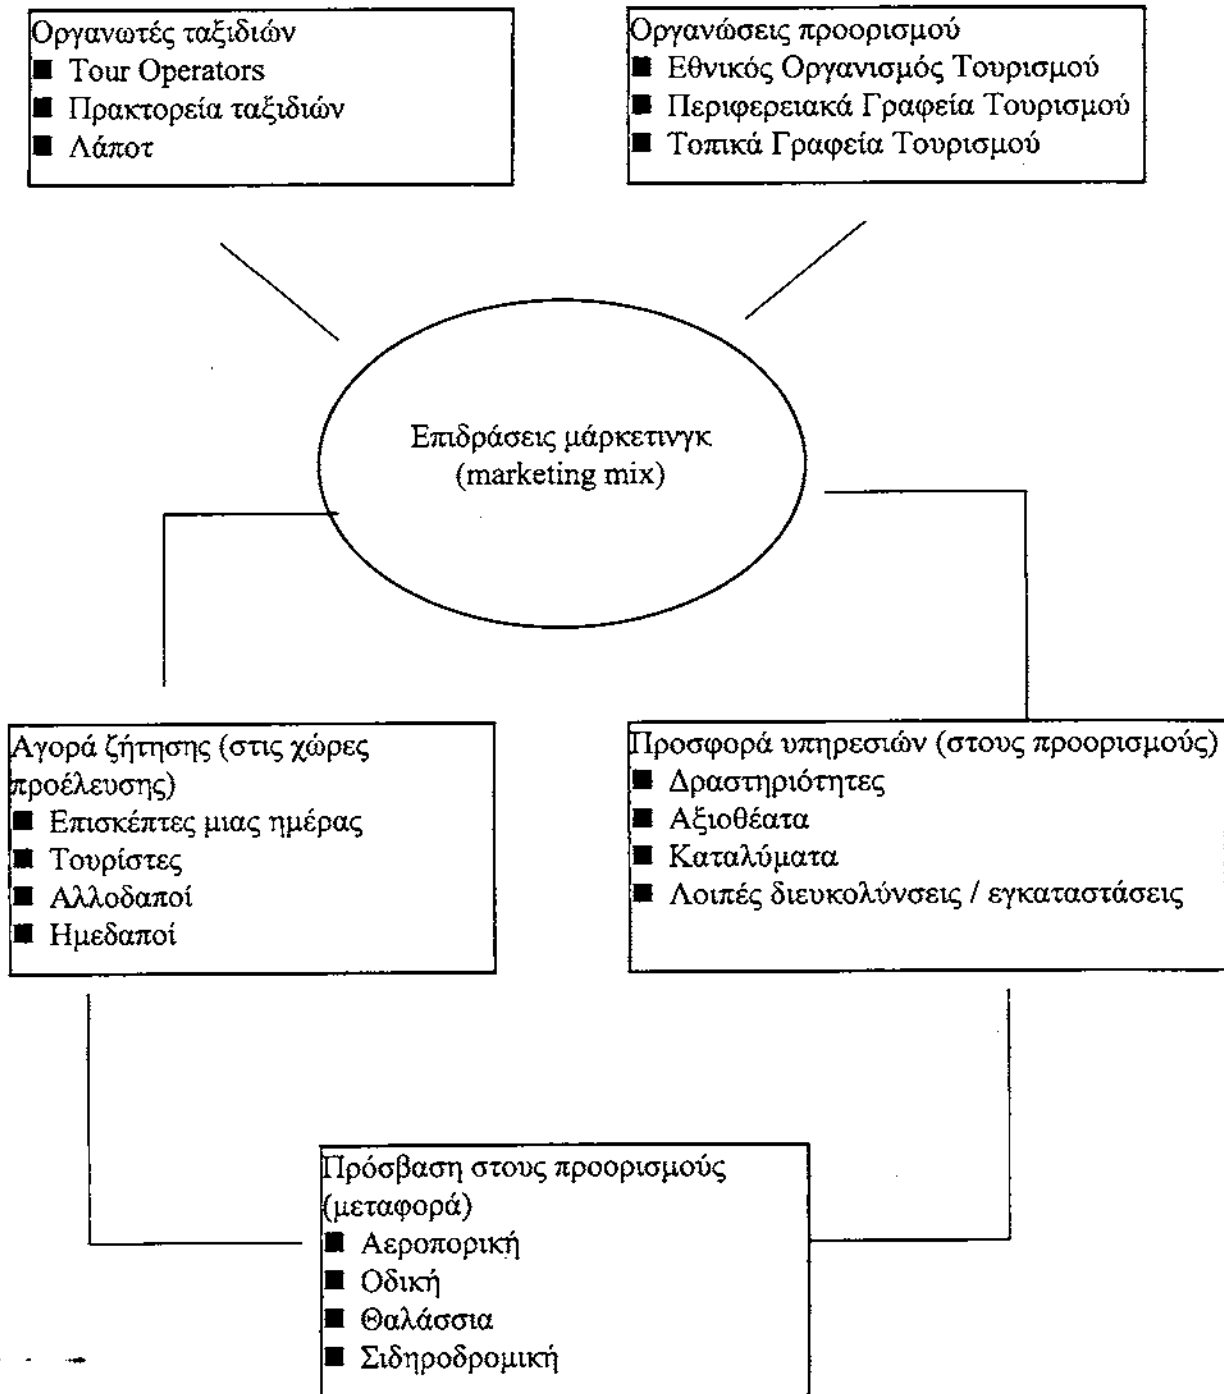 Οργανωτές ταξιδιών
■ Tour Operators
■ Πρακτορεία ταξιδιών
■ Λάποτ
Οργανώσεις προορισμού
■ Εθνικός Οργανισμός Τουρισμού
■ Περιφερειακά Γραφεία Τουρισμού
■ Τοπικά Γραφεία Τουρισμού
Επιδράσεις μάρκετινγκ
(marketing mix)
Αγορά ζήτησης (στις χώρες
προέλευσης)
■ Επισκέπτες μιας ημέρας
■ Τουρίστες
■ Αλλοδαποί
■ Ημεδαποί
Προσφορά υπηρεσιών (στους προορισμούς)
■ Δραστηριότητες
■ Αξιοθέατα
■ Καταλύματα
■ Λοιπές διευκολύνσεις / εγκαταστάσεις
Πρόσβαση στους προορισμούς
(μεταφορά)
■ Αεροπορική
■ Οδική
■ Θαλάσσια
■ Σιδηροδρομική